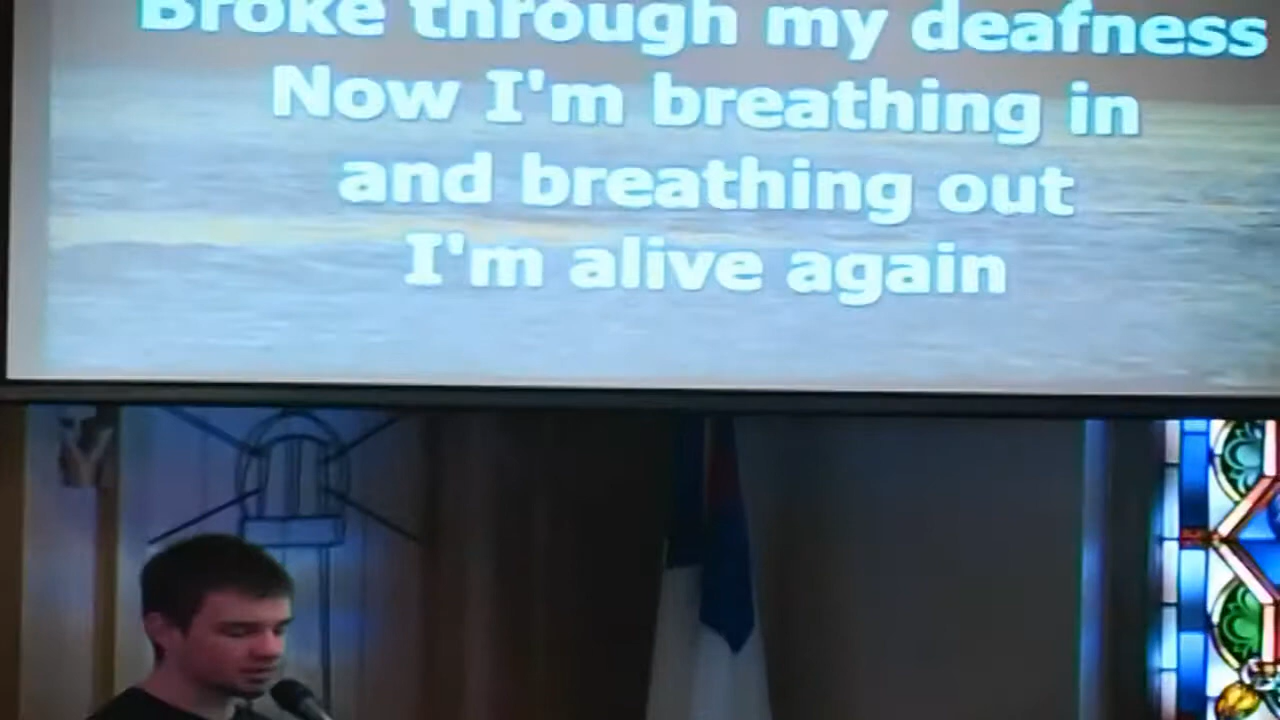 Broke through my deafness
Now I'm breathing in
and breathing out
I'm alive again